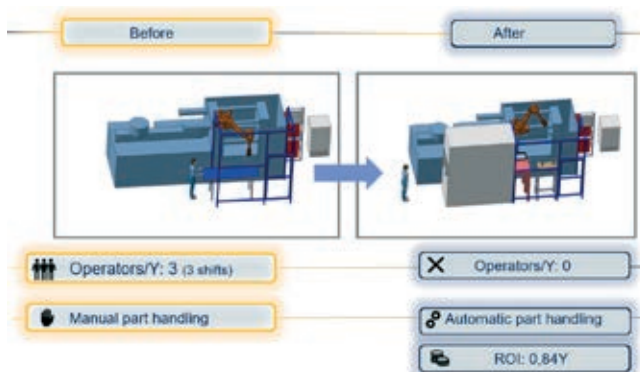 Before
After
Operators/Y: 3 (3 shifts)
Operators/Y: 0
Manual part handling
Automatic part handling
ROI: 0,84Y